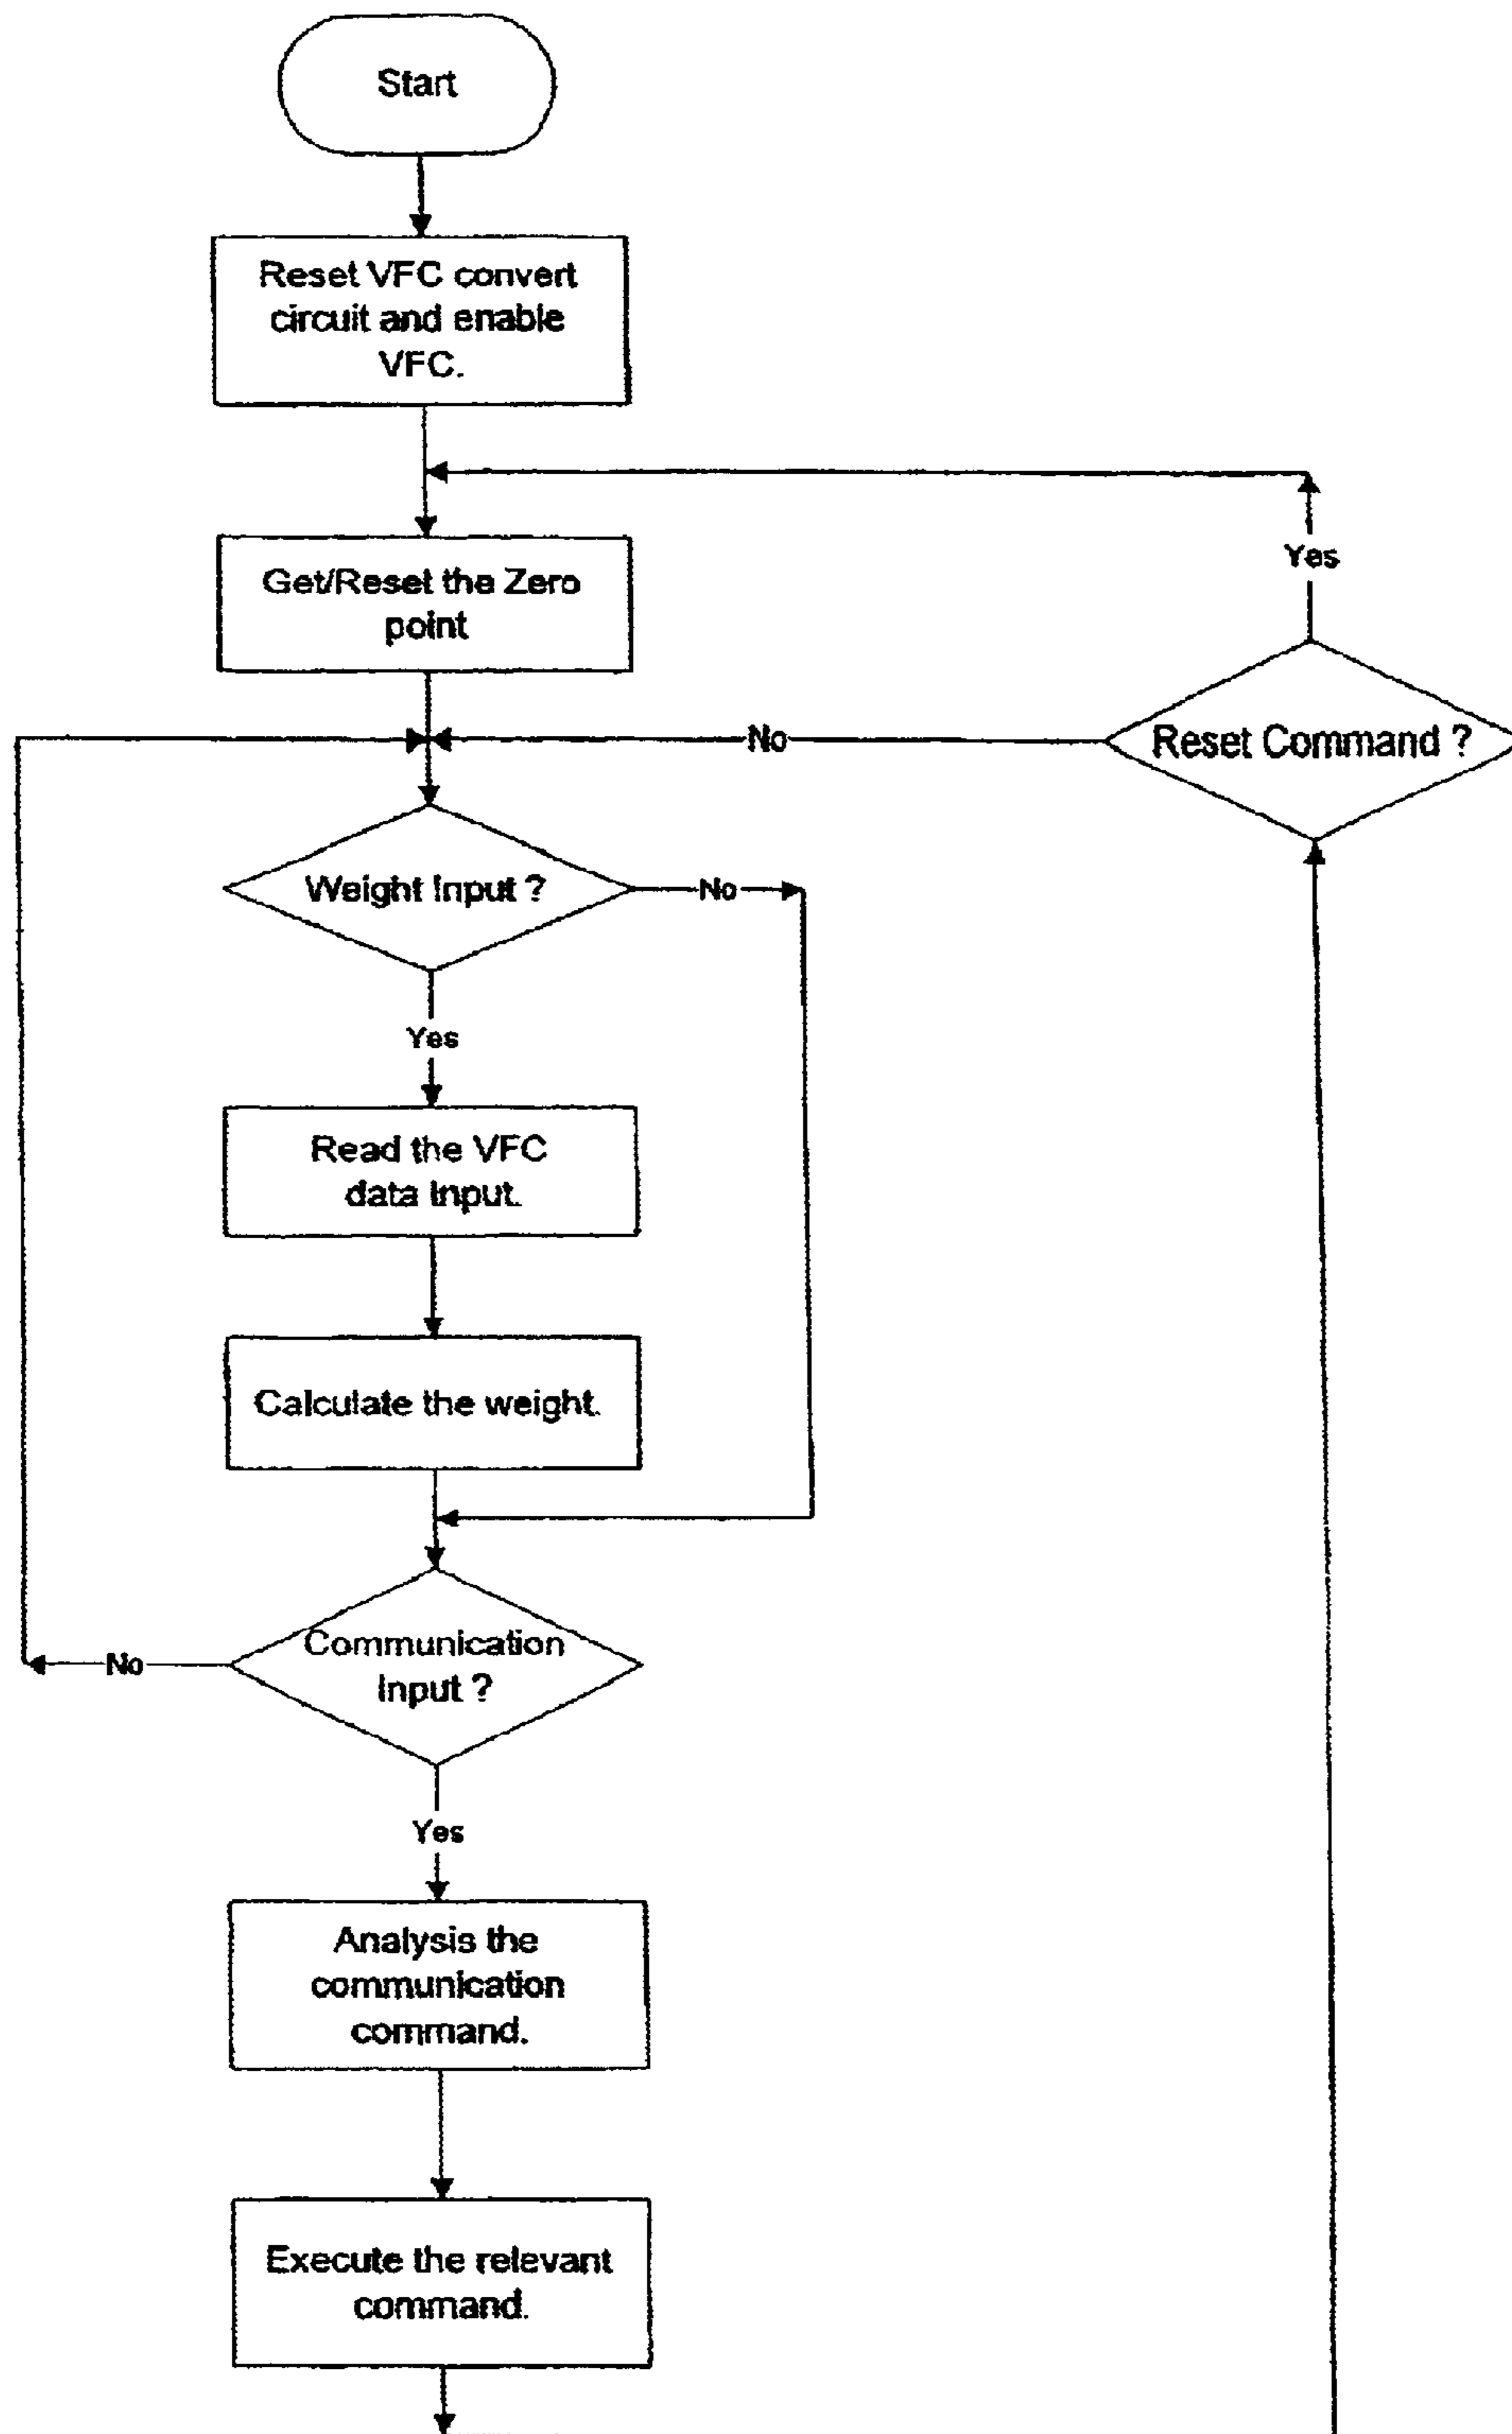 Start
Reset VFC convert
circuit and enable
VFC.
Get/Reset the Zero
point
Yes
Reset Command ?
No
Weight Input ?
No
Yes
Read the VFC
data Input.
Calculate the weight.
Communication
Input ?
No
Yes
Analysis the
communication
command.
Execute the relevant
command.